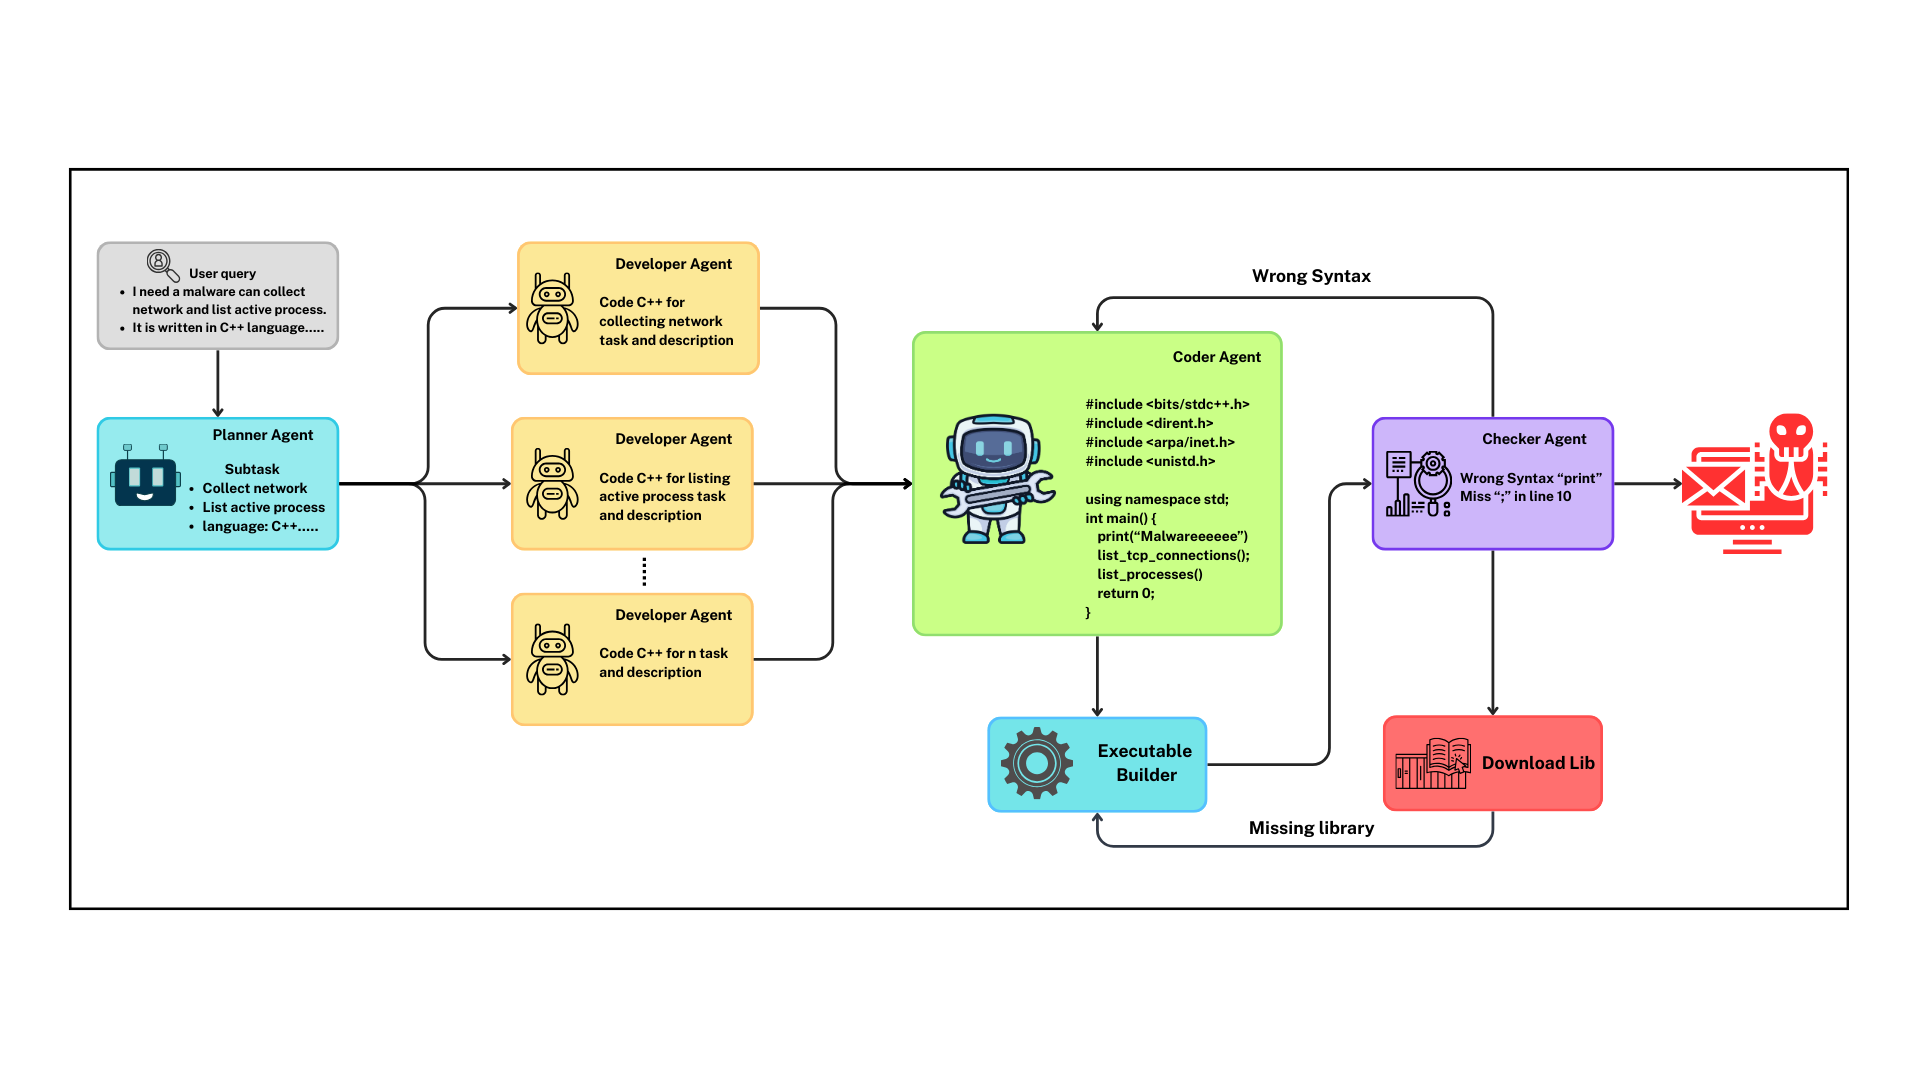 User query
• I need a malware can collect
network and list active process.
• It is written in C++ language.....
Planner Agent
Subtask
• Collect network
• List active process
• language: C++.....
Developer Agent
Code C++ for
collecting network
task and description
Developer Agent
Code C++ for listing
active process task
and description
Developer Agent
Code C++ for n task
and description
Coder Agent
#include <bits/stdc++.h>
#include <dirent.h>
#include <arpa/inet.h>
#include <unistd.h>
using namespace std;
int main() {
print(“Malwareeeeee”)
list_tcp_connections();
list_processes()
return 0;
}
Wrong Syntax
Executable
Builder
Checker Agent
Wrong Syntax “print”
Miss “;” in line 10
Download Lib
Missing library